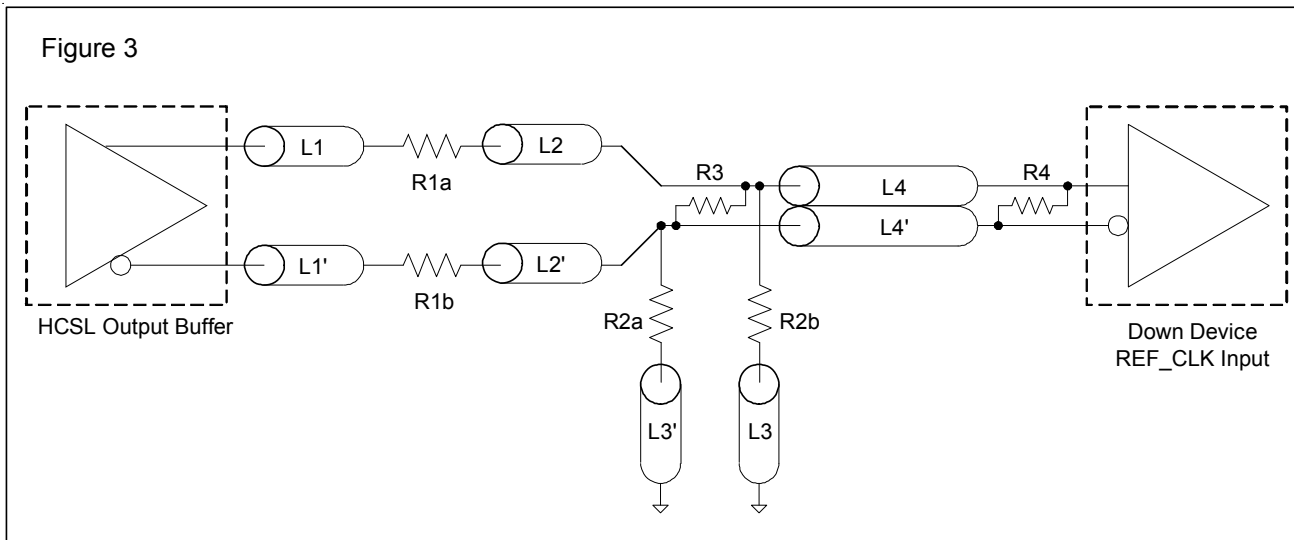 Figure 3
L1
R1a
L2
R3
L4
R4
L4'
L1'
R1b
L2'
HCSL Output Buffer
R2a
R2b
Down Device
REF_CLK Input
L3'
L3